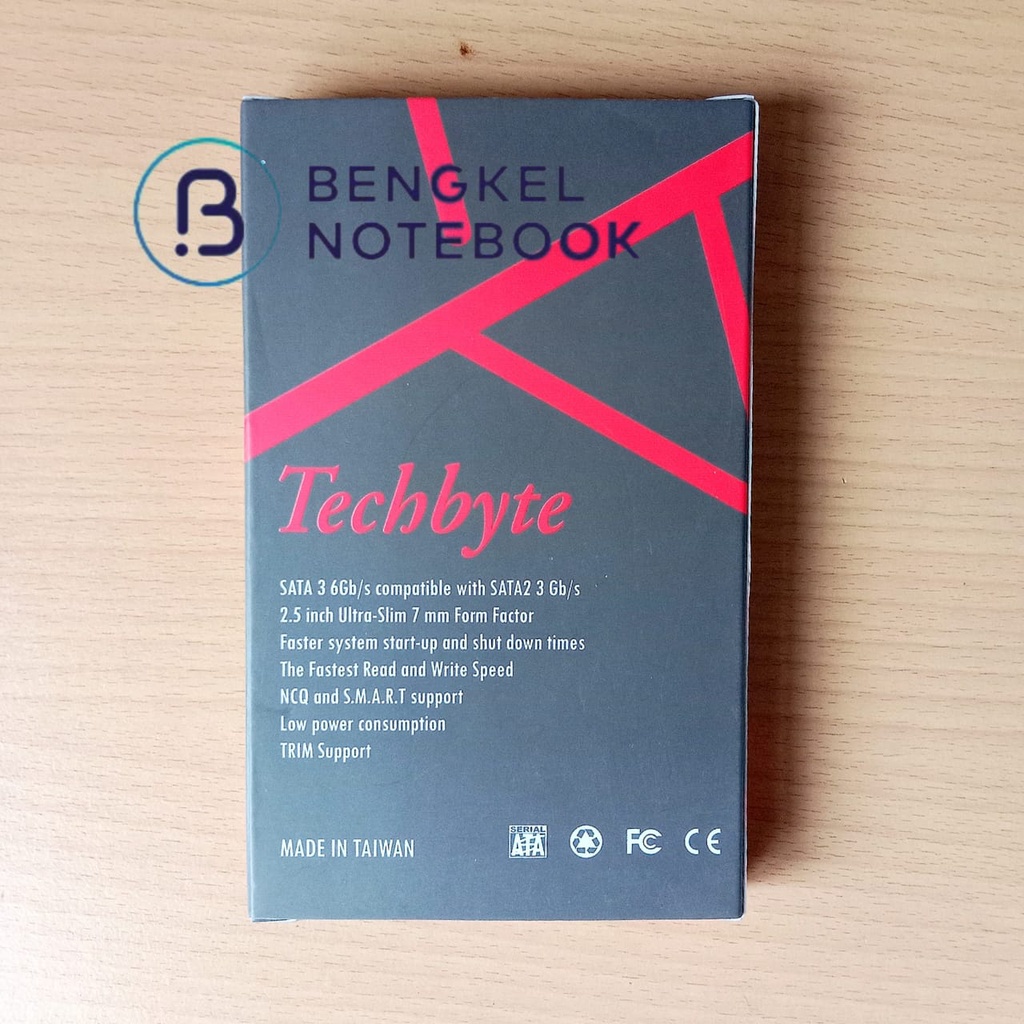 BENGKEL
NOTEBOOK
Techbyte
SATA 3 6Gb/s compatible with SATA2 3 Gb/s
2.5 inch Ultra-Slim 7 mm Form Factor
Faster system start-up and shut down times
The Fastest Read and Write Speed
NCQ and S.M.A.R.T support
Low power consumption
TRIM Support
MADE IN TAIWAN
SERIAL
ATA
FC
CE